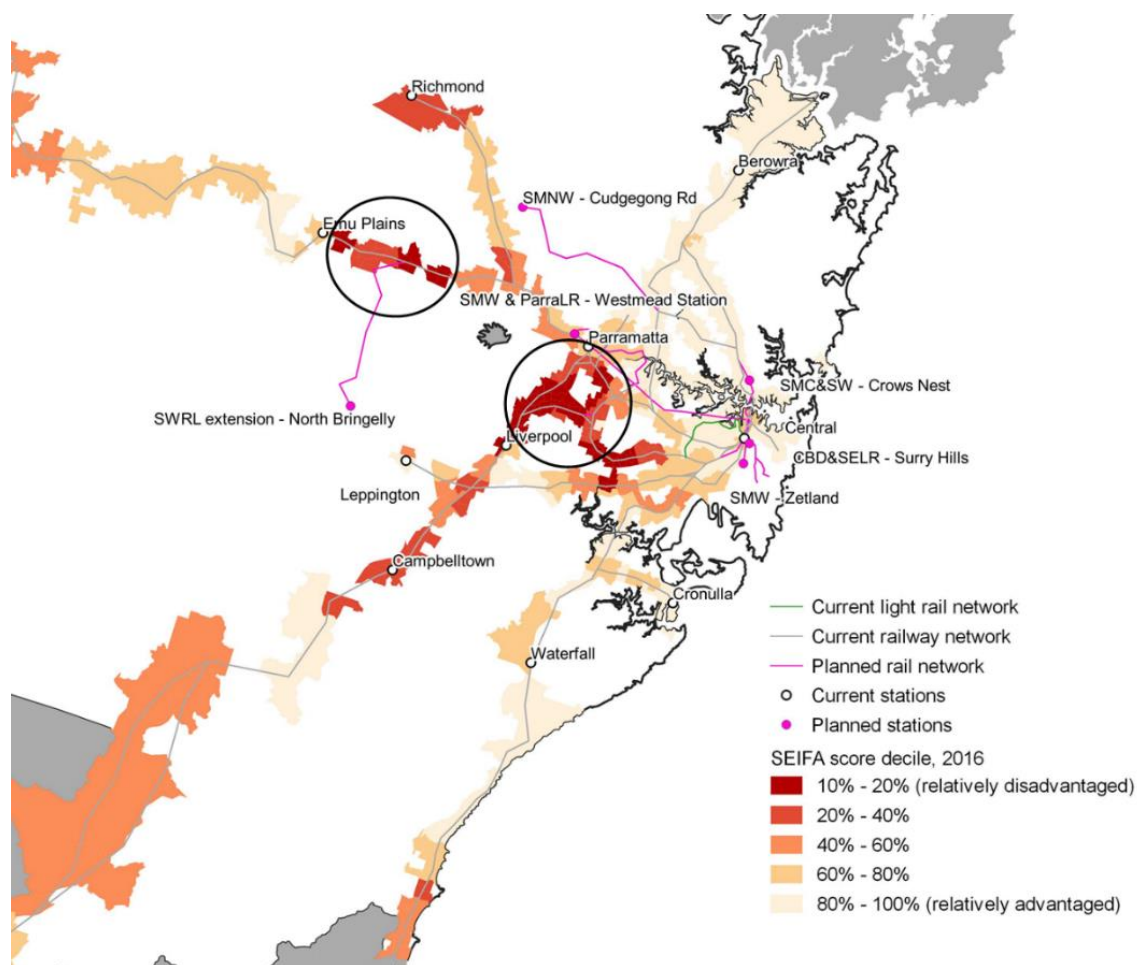 Richmond
Berowra
SMNW - Cudgegong Rd
Emu Plains
SMW & ParraLR - Westmead Station
Parramatta
SMC&SW - Crows Nest
SWRL extension - North Bringelly
Central
Liverpool
CBD&SELR - Surry Hills
Leppington
SMW - Zetland
Campbelltown
Cronulla
Waterfall
Current light rail network
Current railway network
Planned rail network
Current stations
Planned stations
SEIFA score decile, 2016
10% - 20% (relatively disadvantaged)
20% - 40%
40% - 60%
60% - 80%
80% - 100% (relatively advantaged)